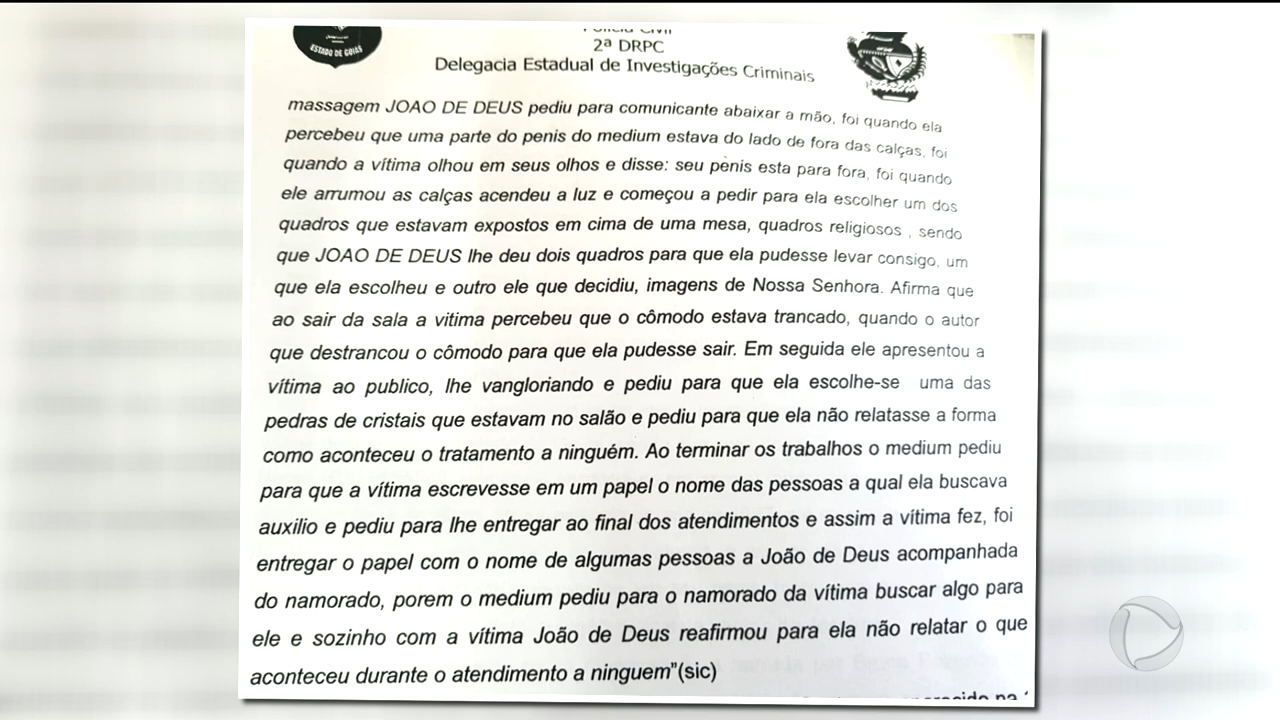 ESTADO DE GOIÁS
Polícia Civil
2ª DRPC
Delegacia Estadual de Investigações Criminais
massagem JOAO DE DEUS pediu para comunicante abaixar a mão, foi quando ela
percebeu que uma parte do penis do medium estava do lado de fora das calças, foi
quando a vítima olhou em seus olhos e disse: seu pènis esta para fora, foi quando
ele arrumou as calças acendeu a luz e começou a pedir para ela escolher um dos
quadros que estavam expostos em cima de uma mesa, quadros religiosos , sendo
que JOAO DE DEUS lhe deu dois quadros para que ela pudesse levar consigo, um
que ela escolheu e outro ele que decidiu, imagens de Nossa Senhora. Afirma que
ao sair da sala a vitima percebeu que o cômodo estava trancado, quando o autor
que destrancou o cômodo para que ela pudesse sair. Em seguida ele apresentou a
vítima ao publico, lhe vangloriando e pediu para que ela escolhe-se uma das
pedras de cristais que estavam no salão e pediu para que ela não relatasse a forma
como aconteceu o tratamento a ninguém. Ao terminar os trabalhos o medium pediu
para que a vítima escrevesse em um papel o nome das pessoas a qual ela buscava
auxilio e pediu para lhe entregar ao final dos atendimentos e assim a vítima fez, foi
entregar o papel com o nome de algumas pessoas a João de Deus acompanhada
do namorado, porem o medium pediu para o namorado da vítima buscar algo para
ele e sozinho com a vítima João de Deus reafirmou para ela não relatar o que
aconteceu durante o atendimento a ninguem"(sic)